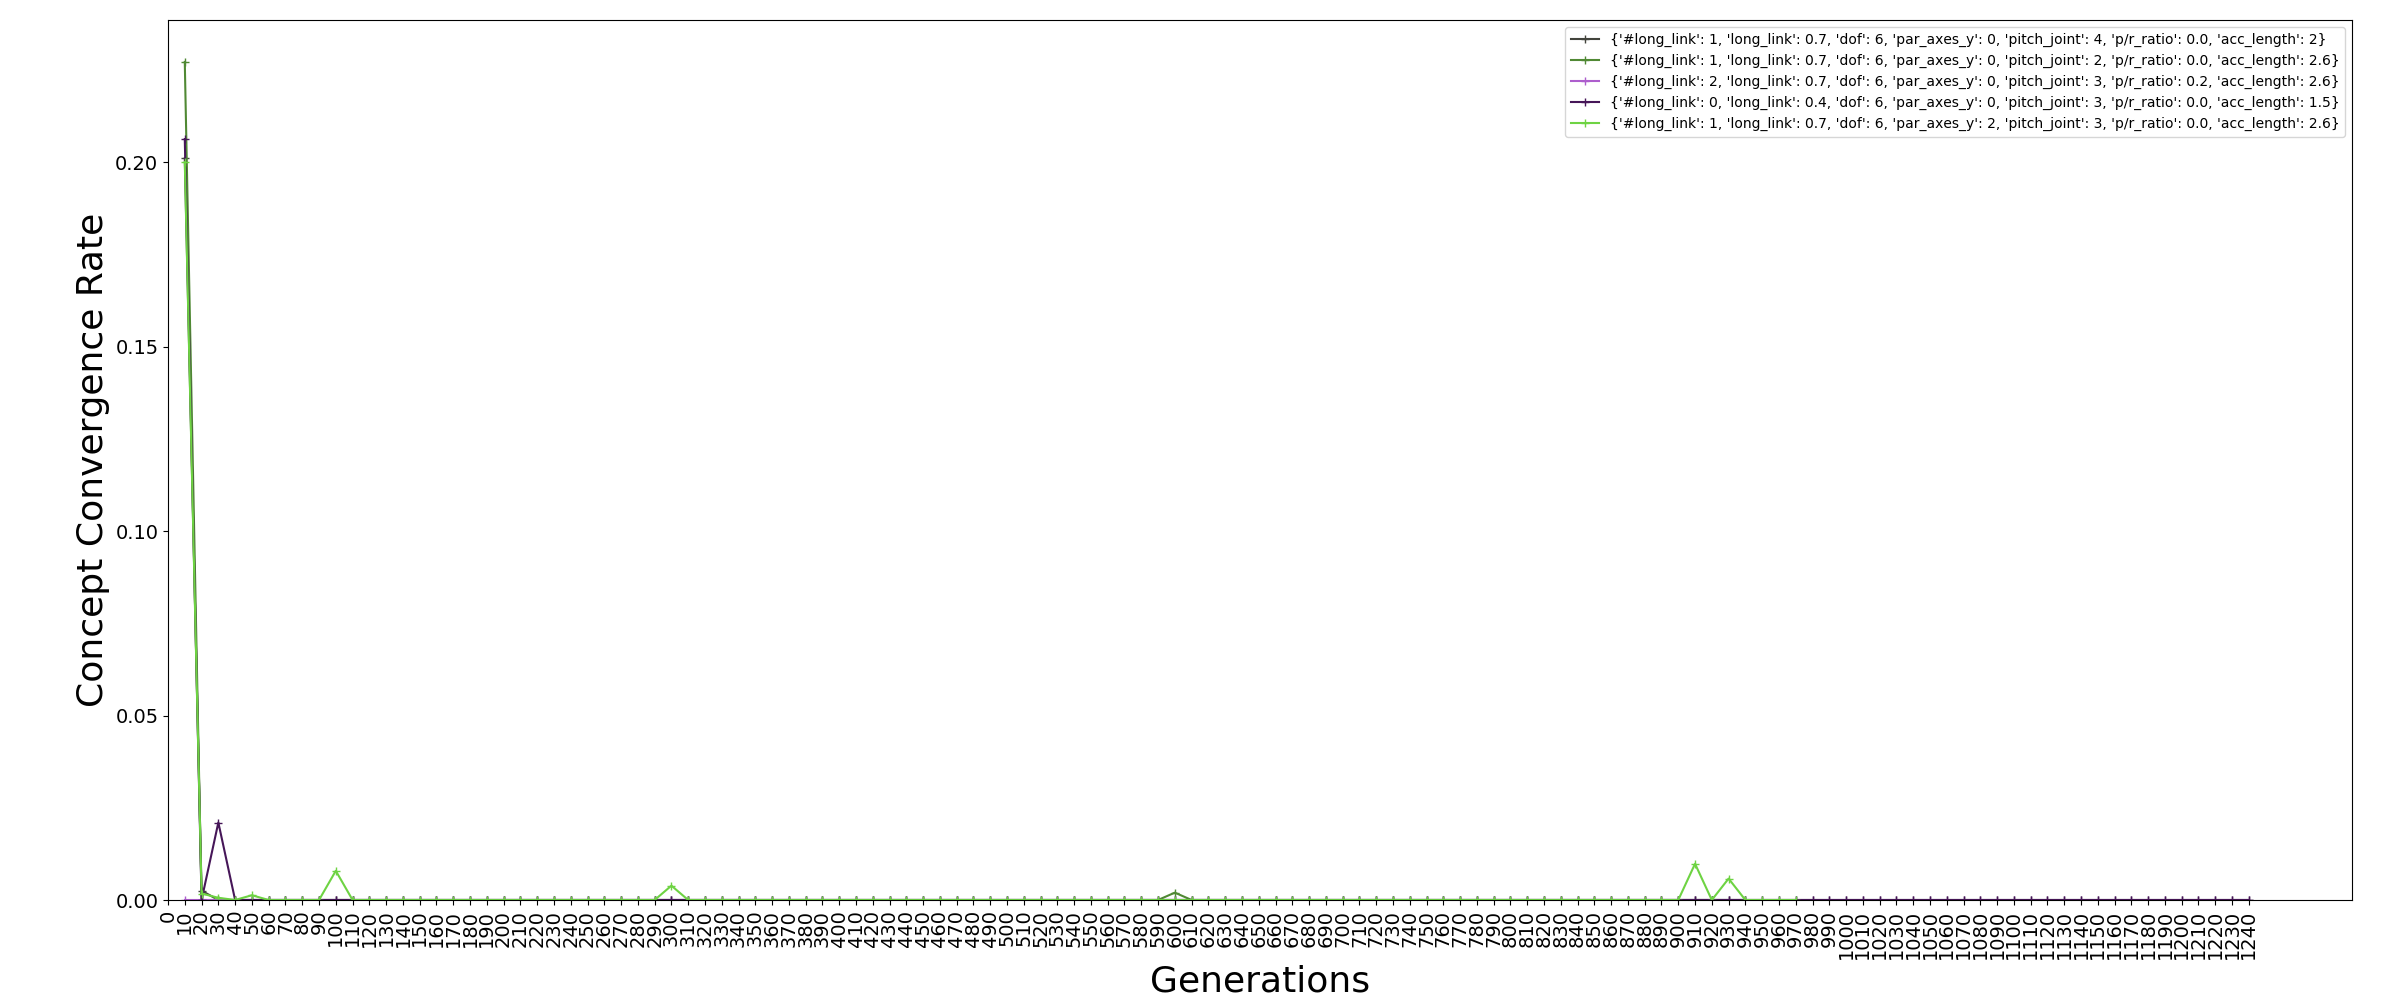 {'#long_link': 1, 'long_link': 0.7, 'dof': 6, 'par_axes_y': 0, 'pitch_joint': 4, 'p/r_ratio': 0.0, 'acc_length': 2}
{'#long_link': 1, 'long_link': 0.7, 'dof': 6, 'par_axes_y': 0, 'pitch_joint': 2, 'p/r_ratio': 0.0, 'acc_length': 2.6}
{'#long_link': 2, 'long_link': 0.7, 'dof': 6, 'par_axes_y': 0, 'pitch_joint': 3, 'p/r_ratio': 0.2, 'acc_length': 2.6}
{'#long_link': 0, 'long_link': 0.4, 'dof': 6, 'par_axes_y': 0, 'pitch_joint': 3, 'p/r_ratio': 0.0, 'acc_length': 1.5}
{'#long_link': 1, 'long_link': 0.7, 'dof': 6, 'par_axes_y': 2, 'pitch_joint': 3, 'p/r_ratio': 0.0, 'acc_length': 2.6}
Concept Convergence Rate
0.20
0.15
0.10
0.05
0.00
0 10 20 30 40 50 60 70 80 90 100 110 120 130 140 150 160 170 180 190 200 210 220 230 240 250 260 270 280 290 300 310 320 330 340 350 360 370 380 390 400 410 420 430 440 450 460 470 480 490 500 510 520 530 540 550 560 570 580 590 600 610 620 630 640 650 660 670 680 690 700 710 720 730 740 750 760 770 780 790 800 810 820 830 840 850 860 870 880 890 900 910 920 930 940 950 960 970 980 990 1000 1010 1020 1030 1040 1050 1060 1070 1080 1090 1100 1110 1120 1130 1140 1150 1160 1170 1180 1190 1200 1210 1220 1230 1240
Generations